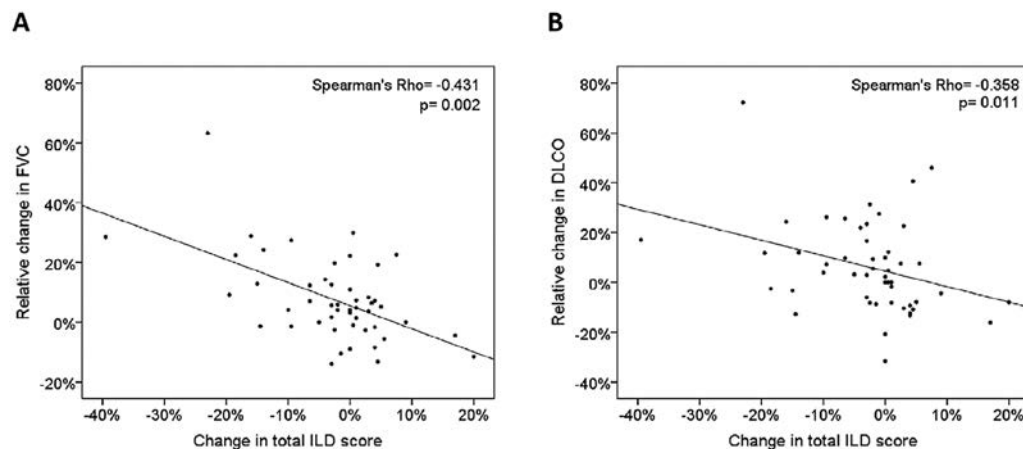 A
Spearman's Rho= -0.431
p= 0.002
80%
60%
40%
20%
0%
-20%
Relative change in FVC
-40%
-30%
-20%
-10%
0%
10%
20%
Change in total ILD score
B
Spearman's Rho= -0.358
p= 0.011
80%
60%
40%
20%
0%
-20%
-40%
Relative change in DLCO
-40%
-30%
-20%
-10%
0%
10%
20%
Change in total ILD score